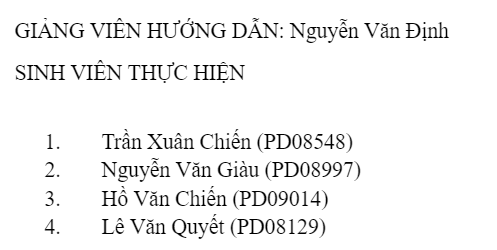 GIẢNG VIÊN HƯỚNG DẪN: Nguyễn Văn Định
SINH VIÊN THỰC HIỆN
1. Trần Xuân Chiến (PD08548)
2. Nguyễn Văn Giàu (PD08997)
3. Hồ Văn Chiến (PD09014)
4. Lê Văn Quyết (PD08129)